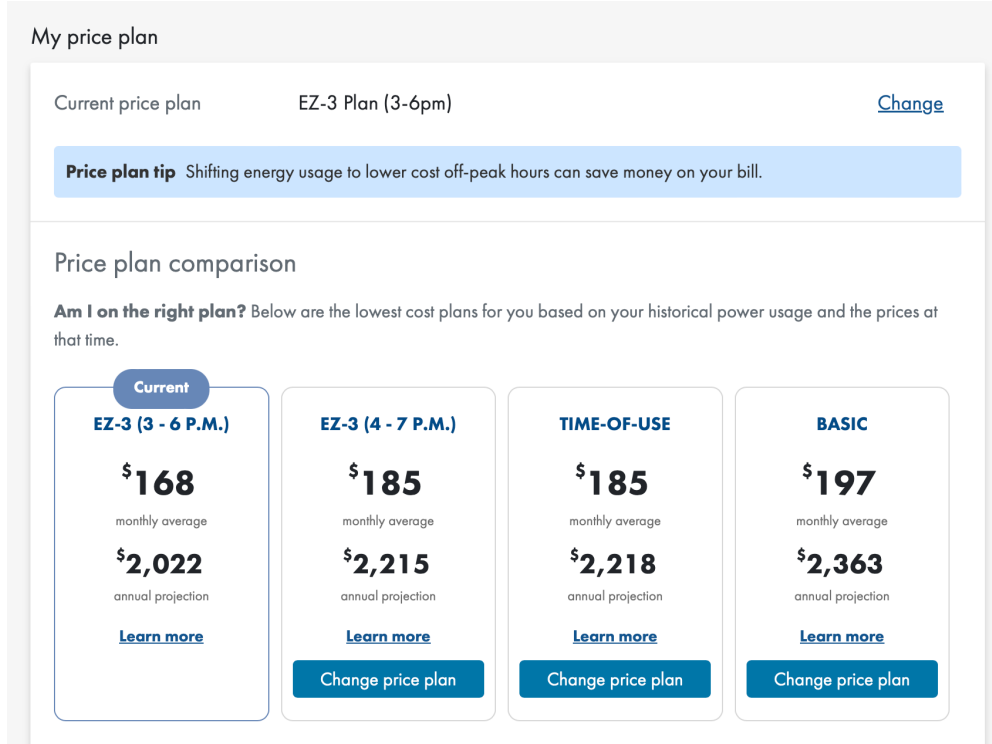 My price plan
Current price plan EZ-3 Plan (3-6pm) Change
Price plan tip Shifting energy usage to lower cost off-peak hours can save money on your bill.
Price plan comparison
Am I on the right plan? Below are the lowest cost plans for you based on your historical power usage and the prices at
that time.
Current
EZ-3 (3 - 6 P.M.)
$168
monthly average
$2,022
annual projection
Learn more
EZ-3 (4 - 7 P.M.)
$185
monthly average
$2,215
annual projection
Learn more
Change price plan
TIME-OF-USE
$185
monthly average
$2,218
annual projection
Learn more
Change price plan
BASIC
$197
monthly average
$2,363
annual projection
Learn more
Change price plan